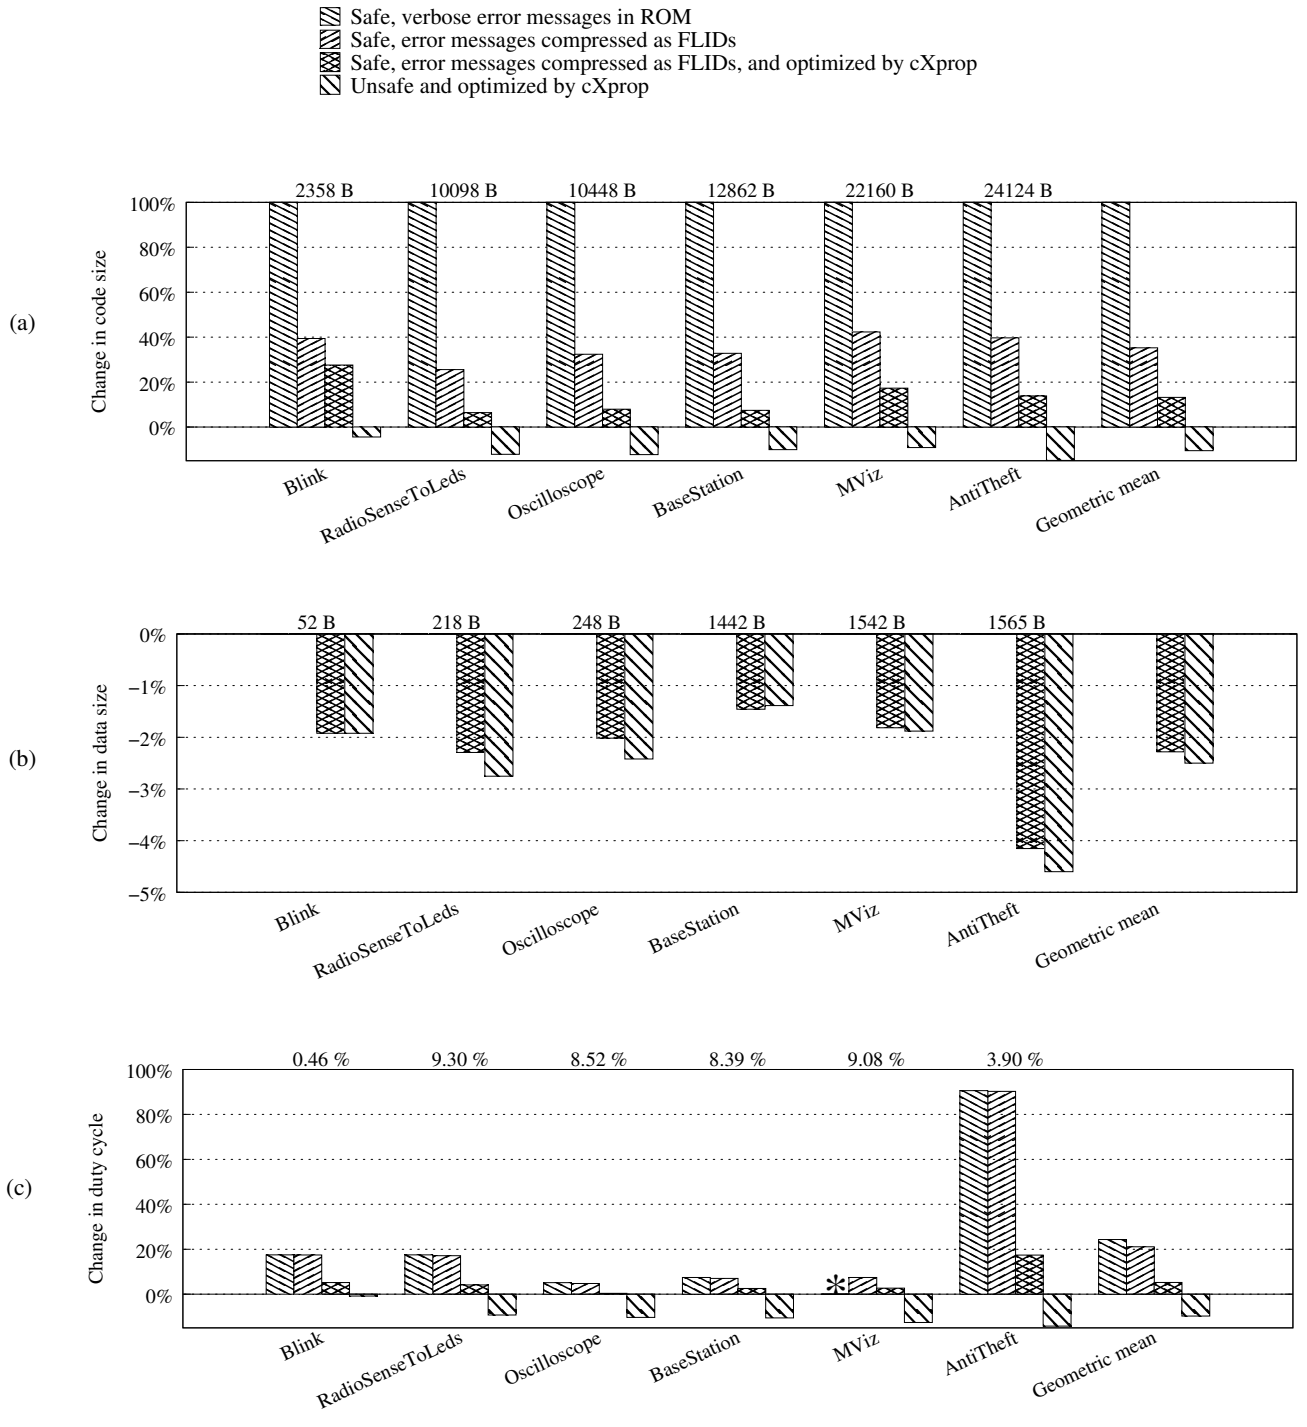 Safe, verbose error messages in ROM
Safe, error messages compressed as FLIDs
Safe, error messages compressed as FLIDs, and optimized by cXprop
Unsafe and optimized by cXprop
2358 B 10098 B 10448 B 12862 B 22160 B 24124 B
100%
80%
60%
40%
20%
0%
Change in code size
(a)
Blink RadioSenseToLeds Oscilloscope BaseStation MViz AntiTheft Geometric mean
52 B 218 B 248 B 1442 B 1542 B 1565 B
0%
−1%
−2%
−3%
−4%
−5%
Change in data size
(b)
Blink RadioSenseToLeds Oscilloscope BaseStation MViz AntiTheft Geometric mean
0.46 % 9.30 % 8.52 % 8.39 % 9.08 % 3.90 %
100%
80%
60%
40%
20%
0%
Change in duty cycle
(c)
*
Blink RadioSenseToLeds Oscilloscope BaseStation MViz AntiTheft Geometric mean